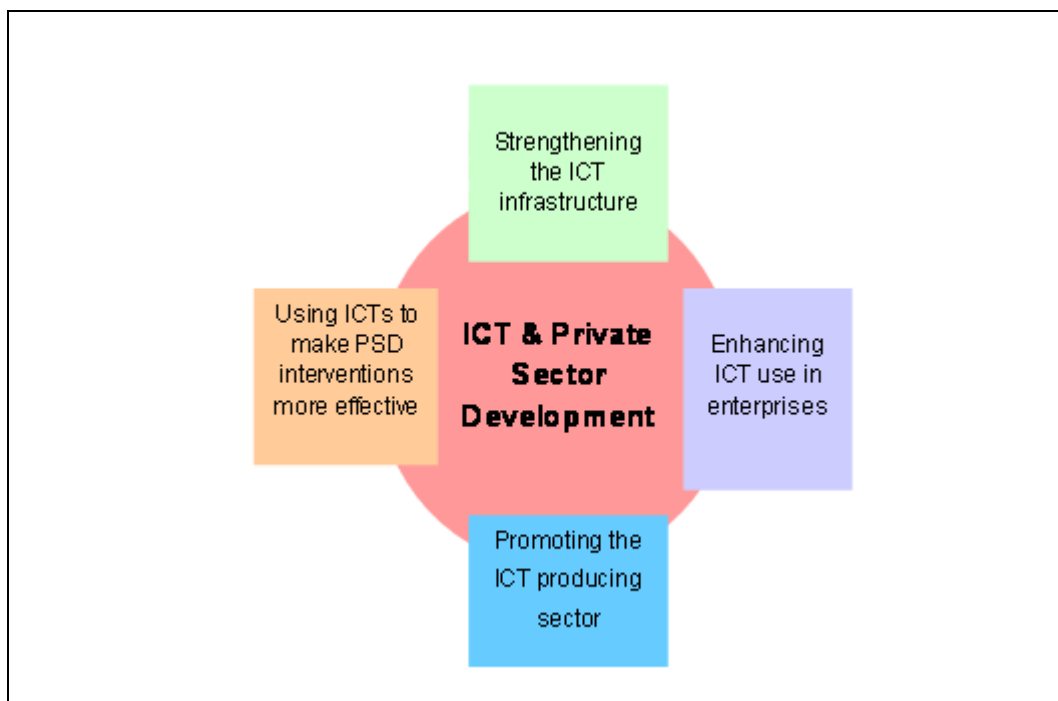 Strengthening
the ICT
infrastructure
Using ICTs to
make PSD
interventions
more effective
ICT & Private
Sector
Development
Enhancing
ICT use in
enterprises
Promoting the
ICT producing
sector